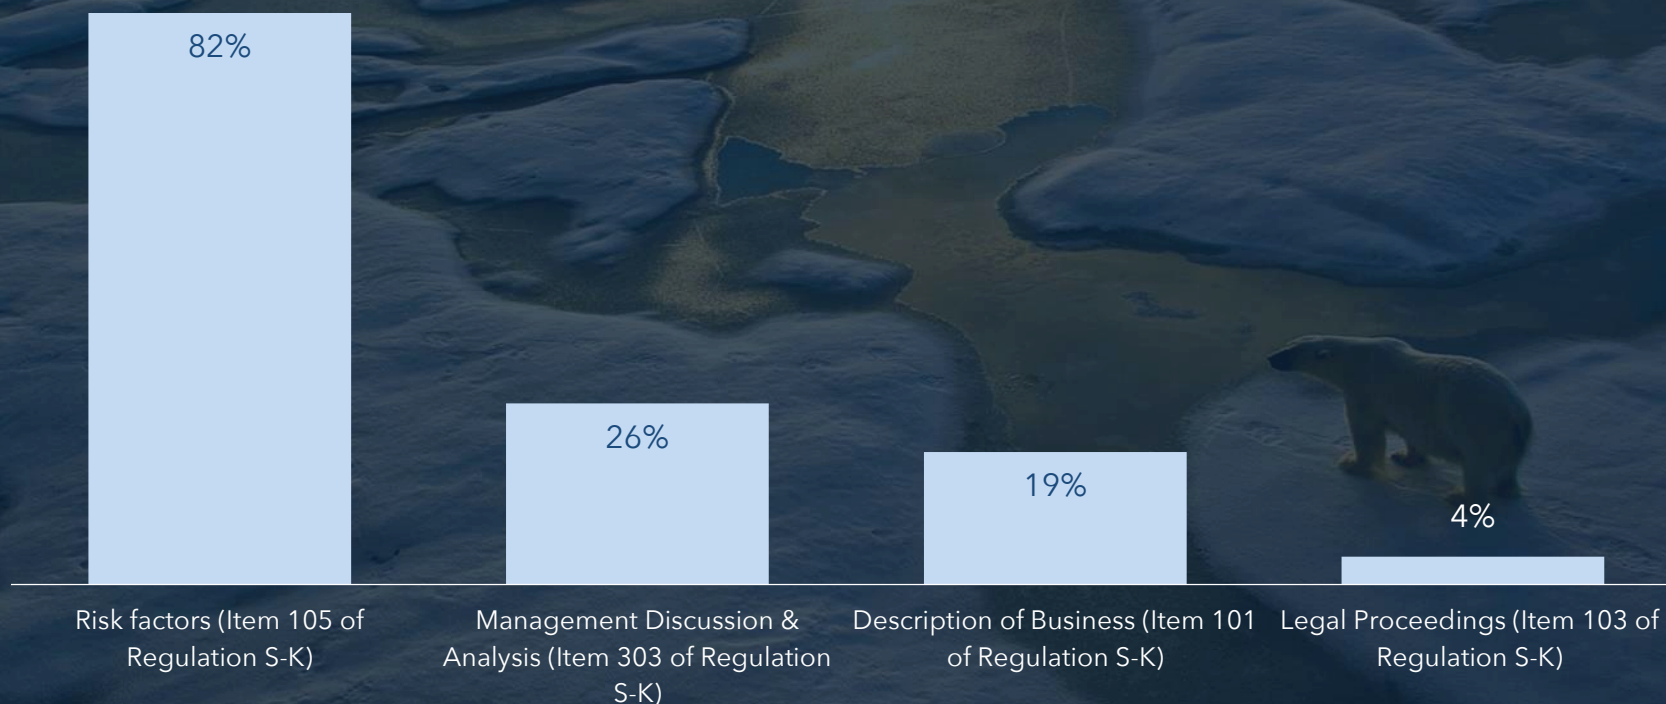 82%
26%
19%
4%
Risk factors (Item 105 of
Regulation S-K)
Management Discussion &
Analysis (Item 303 of Regulation
S-K)
Description of Business (Item 101
of Regulation S-K)
Legal Proceedings (Item 103 of
Regulation S-K)